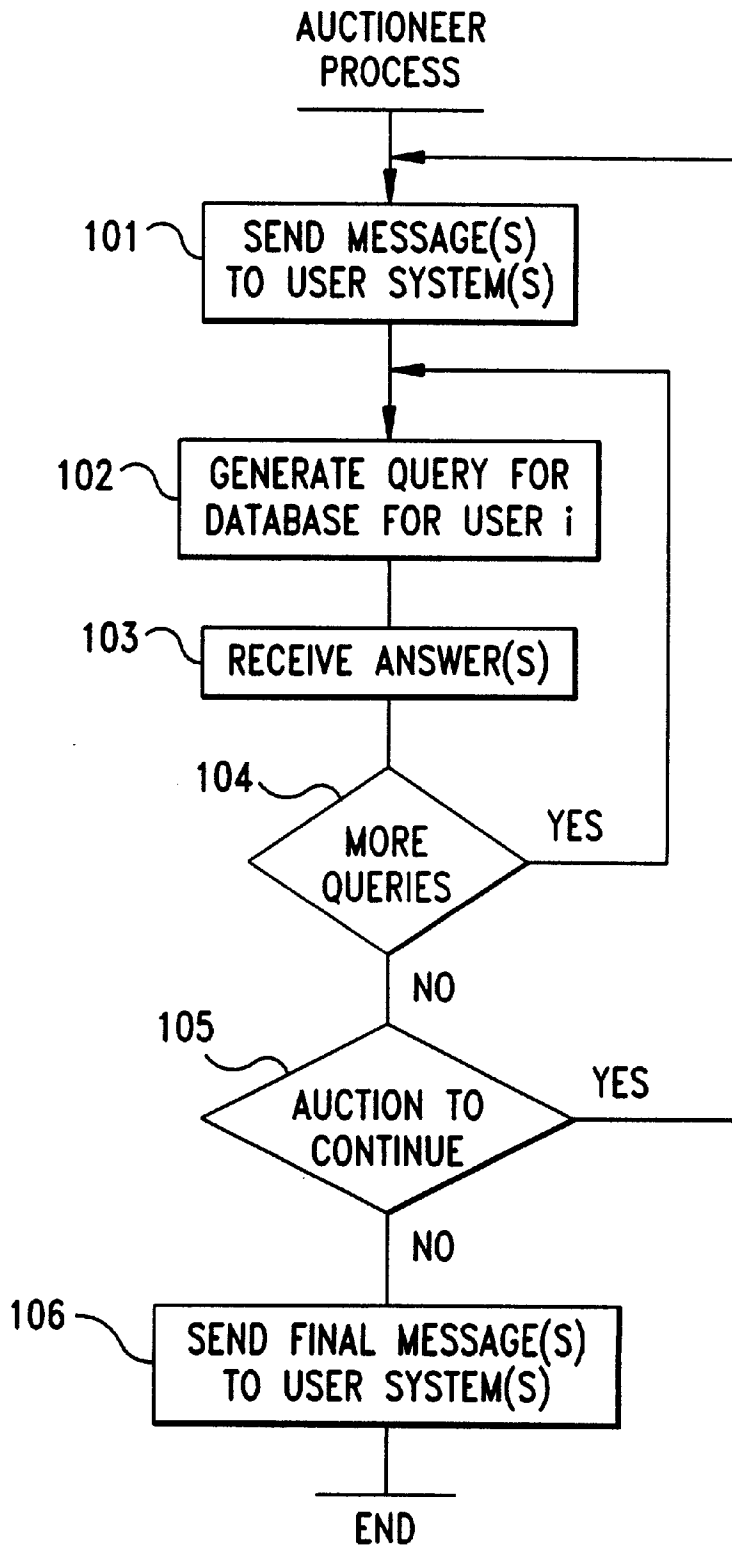 AUCTIONEER
PROCESS
101
SEND MESSAGE(S)
TO USER SYSTEM(S)
102
GENERATE QUERY FOR
DATABASE FOR USER i
103
RECEIVE ANSWER(S)
104
MORE
QUERIES
YES
NO
105
AUCTION TO
CONTINUE
YES
NO
106
SEND FINAL MESSAGE(S)
TO USER SYSTEM(S)
END